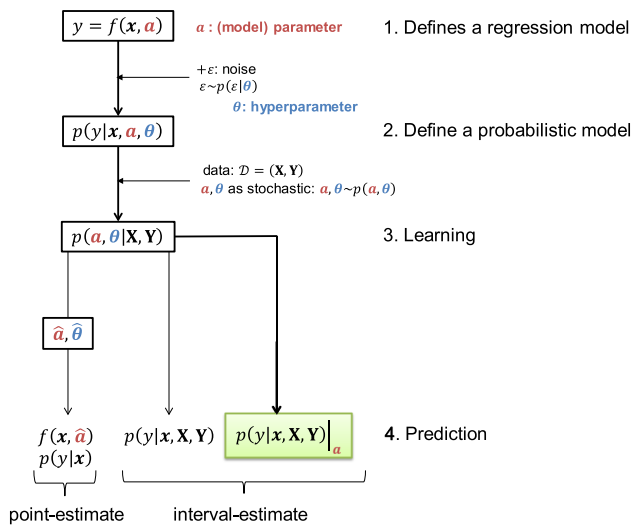 y = f(x, a)
a : (model) parameter
1. Defines a regression model
+ε: noise
ε~p(ε|θ)
θ: hyperparameter
p(y|x, a, θ)
2. Define a probabilistic model
data: 𝒟 = (X, Y)
a, θ as stochastic: a, θ~p(a, θ)
p(a, θ|X, Y)
3. Learning
â, θ̂
f(x, â)
p(y|x)
p(y|x, X, Y)
p(y|x, X, Y)|a
4. Prediction
point-estimate
interval-estimate